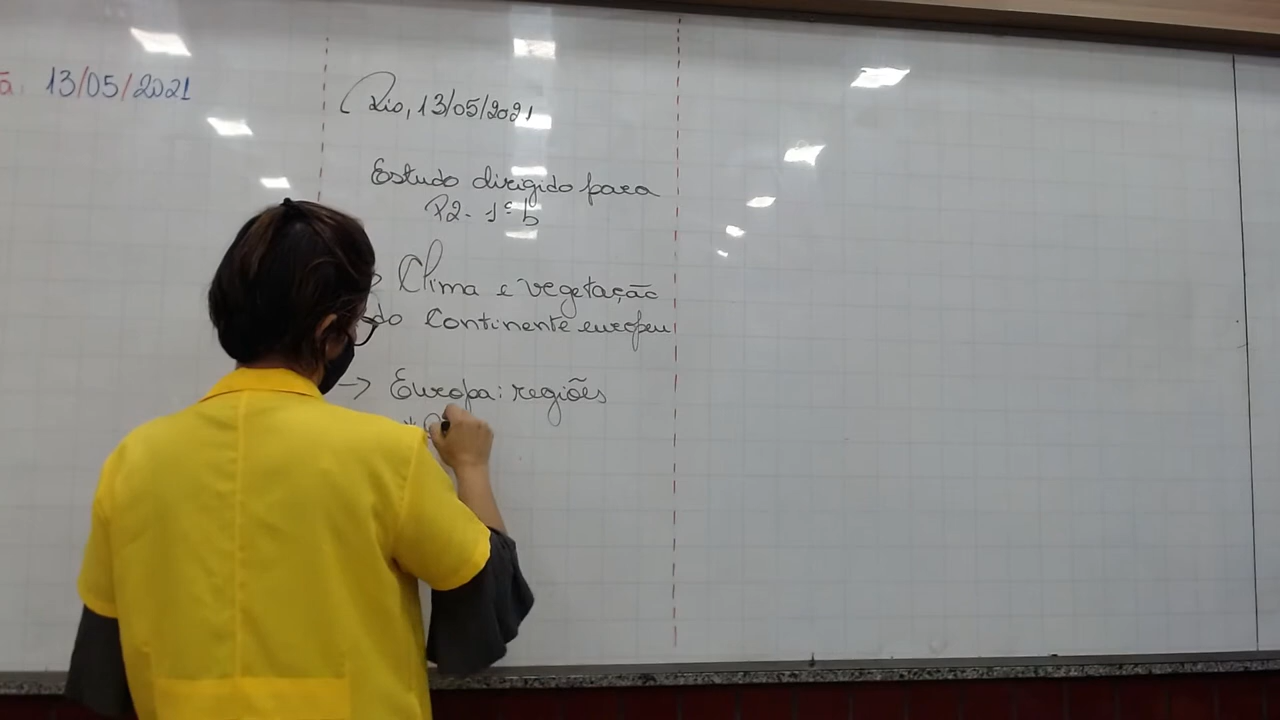 13/05/2021
Rio, 13/05/2021
Estudo dirigido para
P2- 1º b
Clima e vegetação
do Continente europeu
→ Europa: regiões
*